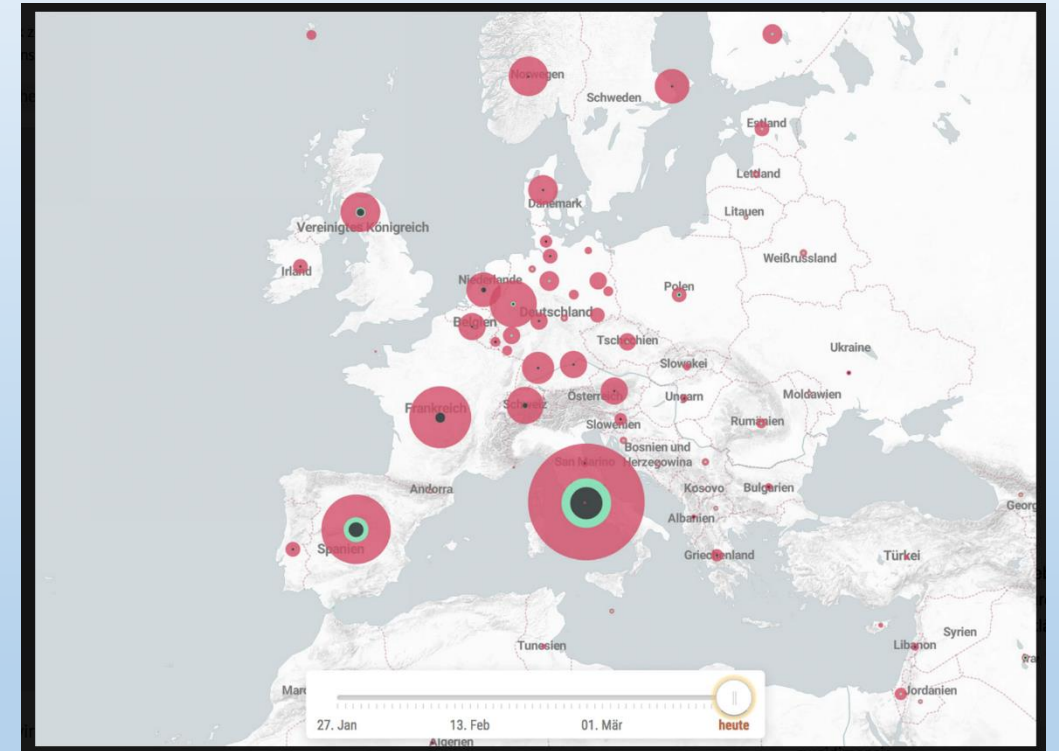 Norwegen
Schweden
Estland
Lettland
Dänemark
Litauen
Vereinigtes Königreich
Weißrussland
Irland
Niederlande
Polen
Deutschland
Belgien
Tschechien
Ukraine
Slowakei
Österreich
Ungarn
Moldawien
Frankreich
Schweiz
Slowenien
Rumänien
Bosnien und
Herzegowina
San Marino
Andorra
Kosovo
Bulgarien
Georg
Albanien
Spanien
Griechenland
Türkei
Tunesien
Syrien
Libanon
Jordanien
Mar
27. Jan
13. Feb
01. Mär
heute
Algerien